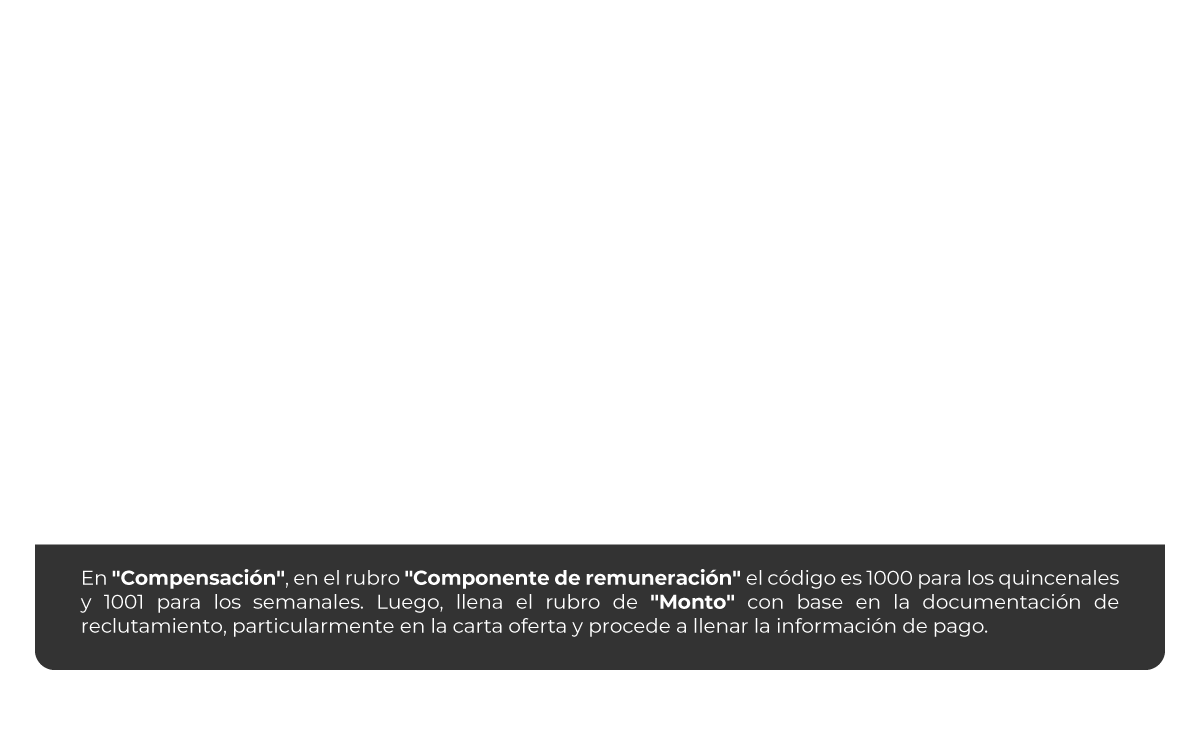 En "Compensación", en el rubro "Componente de remuneración" el código es 1000 para los quincenales
y 1001 para los semanales. Luego, llena el rubro de "Monto" con base en la documentación de
reclutamiento, particularmente en la carta oferta y procede a llenar la información de pago.